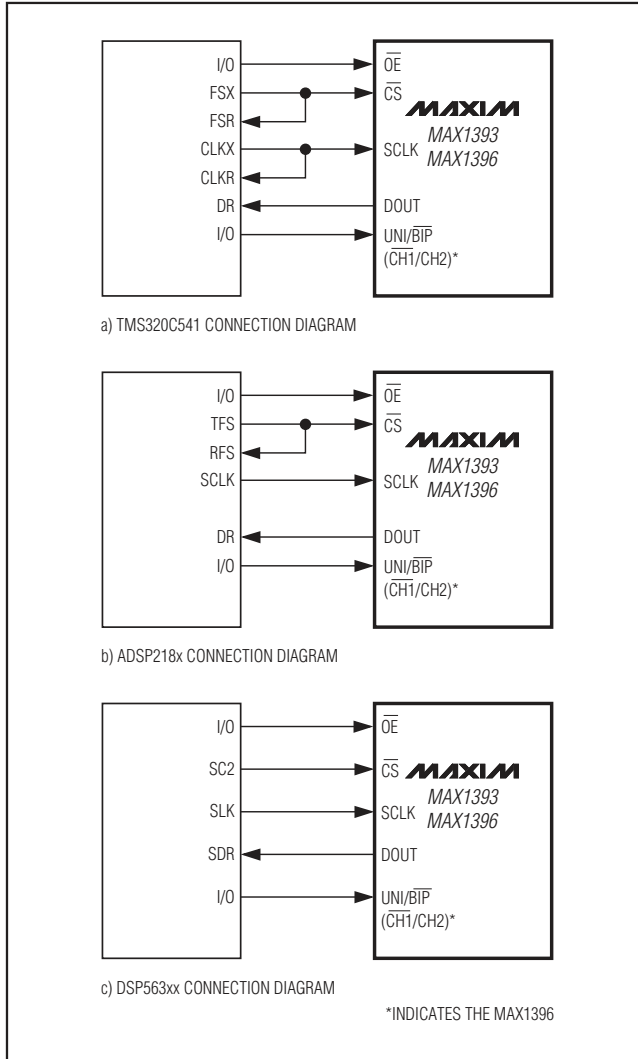 I/O OE
FSX CS
FSR MAXIM
MAX1393
CLKX SCLK MAX1396
CLKR
DR DOUT
I/O UNI/BIP
(CH1/CH2)*
a) TMS320C541 CONNECTION DIAGRAM
I/O OE
TFS CS
RFS MAXIM
MAX1393
SCLK SCLK MAX1396
DR DOUT
I/O UNI/BIP
(CH1/CH2)*
b) ADSP218x CONNECTION DIAGRAM
I/O OE
SC2 CS MAXIM
MAX1393
SLK SCLK MAX1396
SDR DOUT
I/O UNI/BIP
(CH1/CH2)*
c) DSP563xx CONNECTION DIAGRAM
*INDICATES THE MAX1396